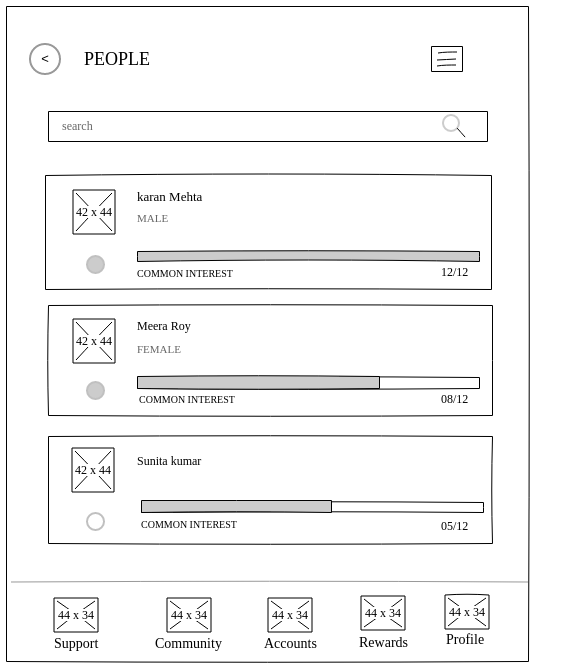 < PEOPLE
search
42 x 44
karan Mehta
MALE
COMMON INTEREST 12/12
42 x 44
Meera Roy
FEMALE
COMMON INTEREST 08/12
42 x 44
Sunita kumar
COMMON INTEREST 05/12
44 x 34 44 x 34 44 x 34 44 x 34 44 x 34
Support Community Accounts Rewards Profile